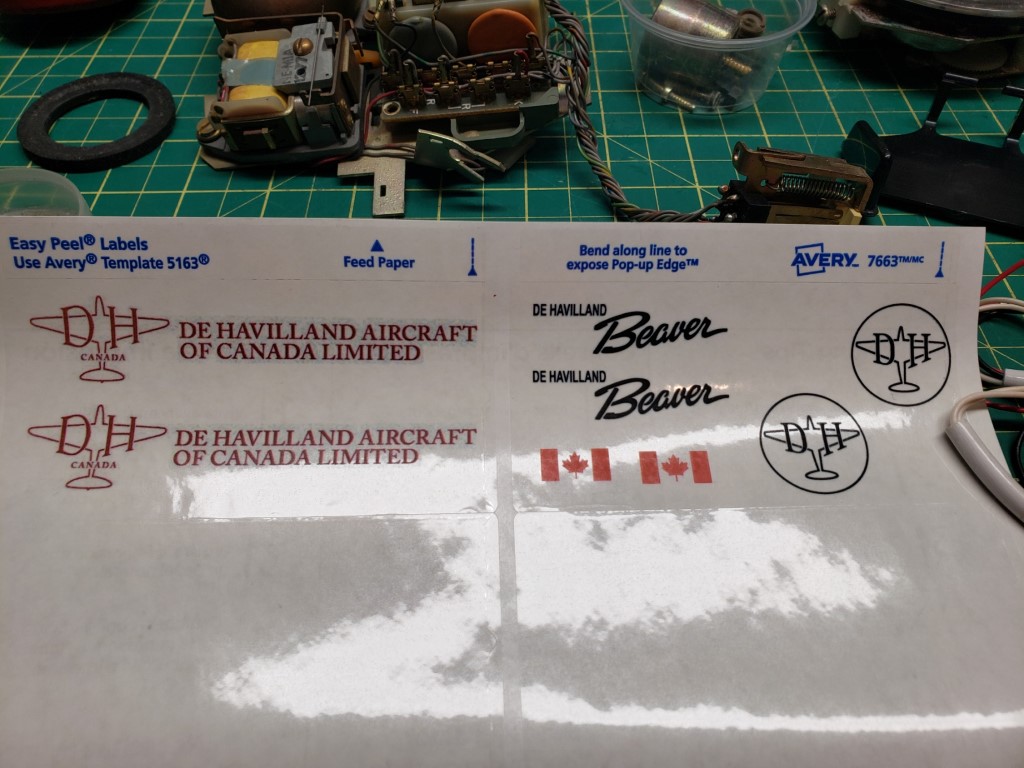 Easy Peel® Labels
Use Avery® Template 5163®
Feed Paper
Bend along line to
expose Pop-up Edge™
AVERY 7663™/MC
DH
CANADA
DE HAVILLAND AIRCRAFT
OF CANADA LIMITED
DH
CANADA
DE HAVILLAND AIRCRAFT
OF CANADA LIMITED
DE HAVILLAND
Beaver
DE HAVILLAND
Beaver
DH
DH